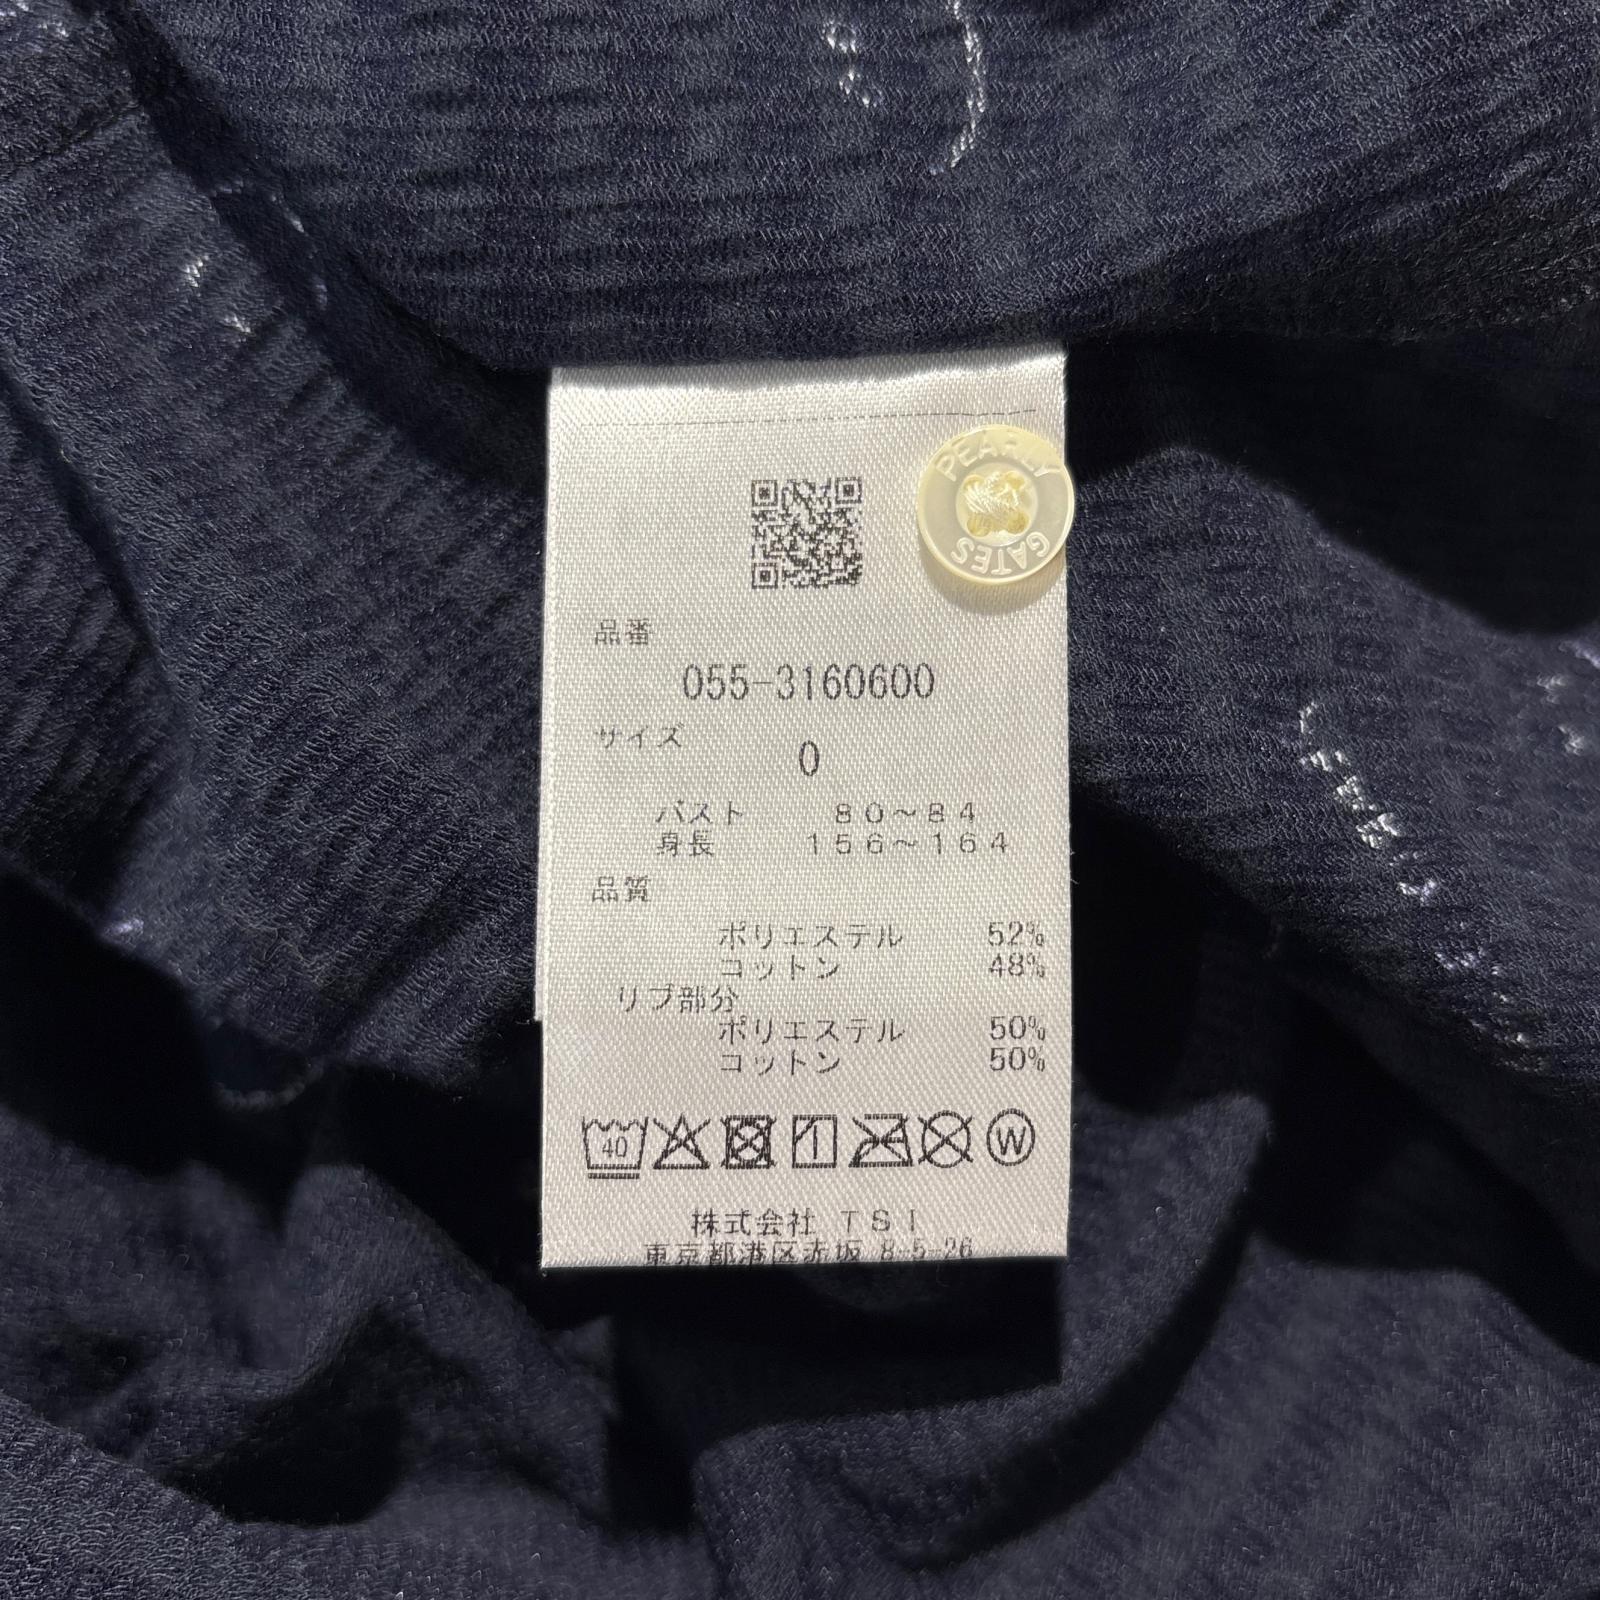 PEARLY
GATES
品番
055-3160600
サイズ
0
バスト 80~84
身長 156~164
品質
ポリエステル 52%
コットン 48%
リブ部分
ポリエステル 50%
コットン 50%
40
W
株式会社 TSI
東京都港区赤坂 8-5-26